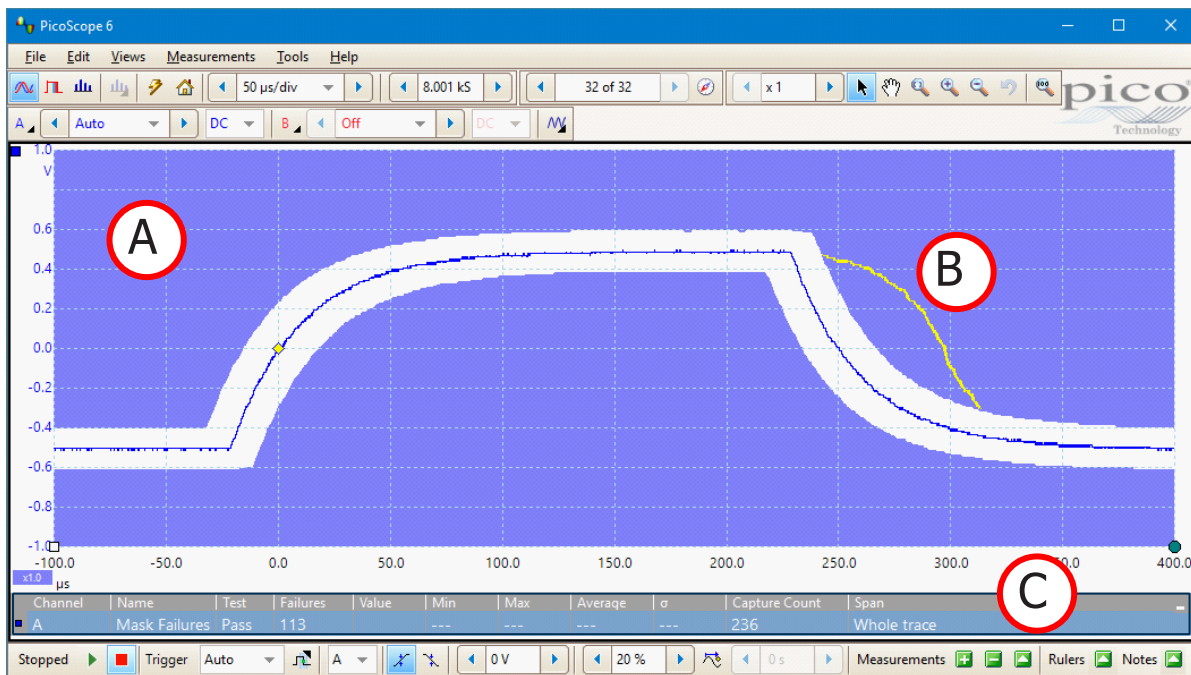 PicoScope 6
File Edit Views Measurements Tools Help
50 µs/div 8.001 kS 32 of 32 x 1
pico
Technology
A Auto DC B Off DC
1.0
V
A
0.6
B
0.4
0.2
0.0
-0.2
-0.4
-0.6
-0.8
-1.0
-100.0 -50.0 0.0 50.0 100.0 150.0 200.0 250.0 300.0 400.0
x1.0 µs
C
Channel Name Test Failures Value Min Max Average σ Capture Count Span
A Mask Failures Pass 113 --- --- --- --- 236 Whole trace
Stopped Trigger Auto A 0 V 20 % 0 s Measurements Rulers Notes